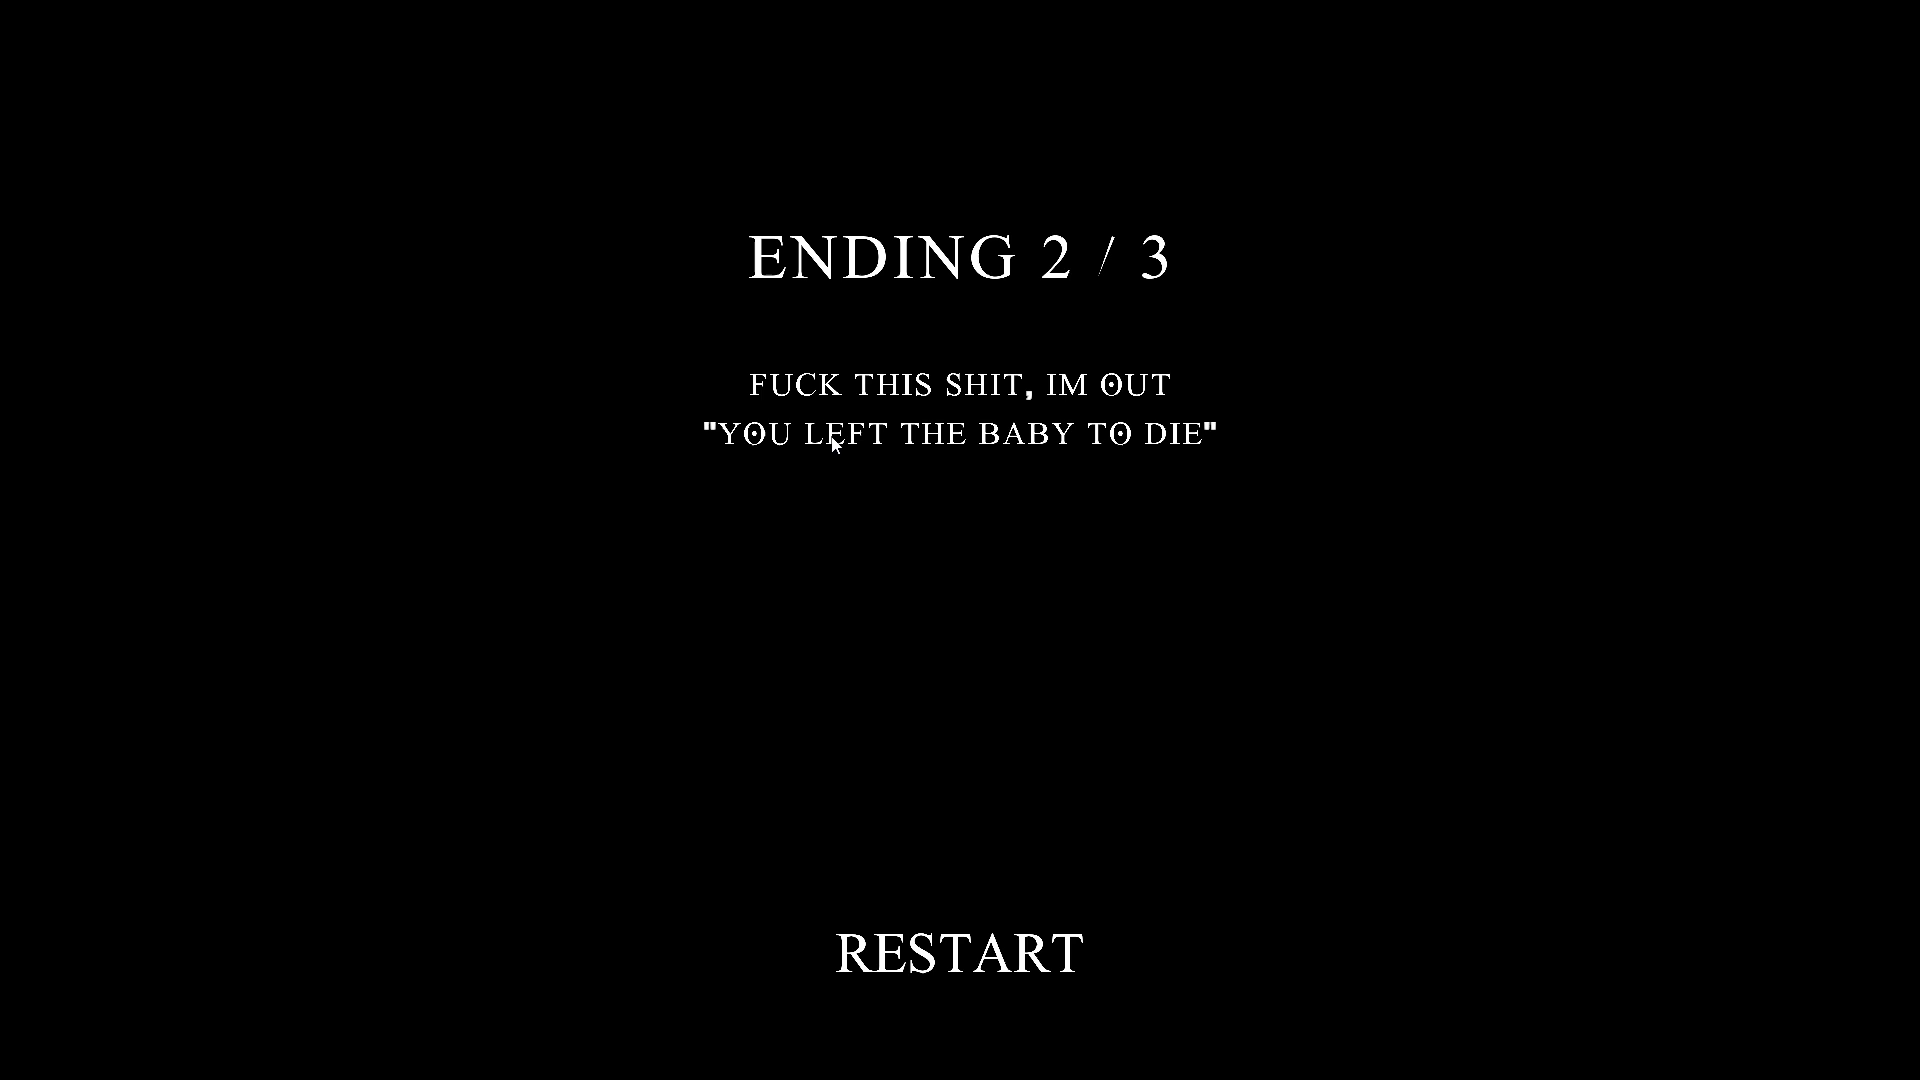 ENDING 2 / 3
FUCK THIS SHIT, IM OUT
"YOU LEFT THE BABY TO DIE"
RESTART